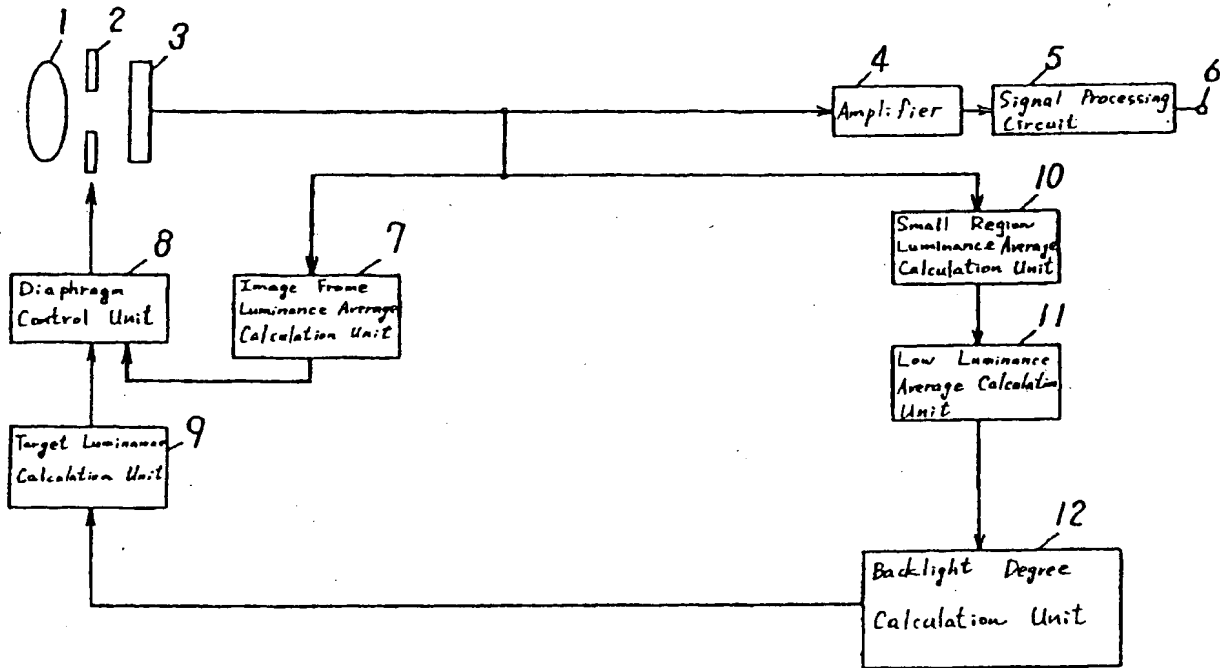 1
2
3
4
5
6
Amplifier
Signal Processing
Circuit
7
8
10
Small Region
Luminance Average
Calculation Unit
Diaphragm
Control Unit
Image Frame
Luminance Average
Calculation Unit
11
Low Luminance
Average Calculation
Unit
9
Target Luminance
Calculation Unit
12
Backlight Degree
Calculation Unit